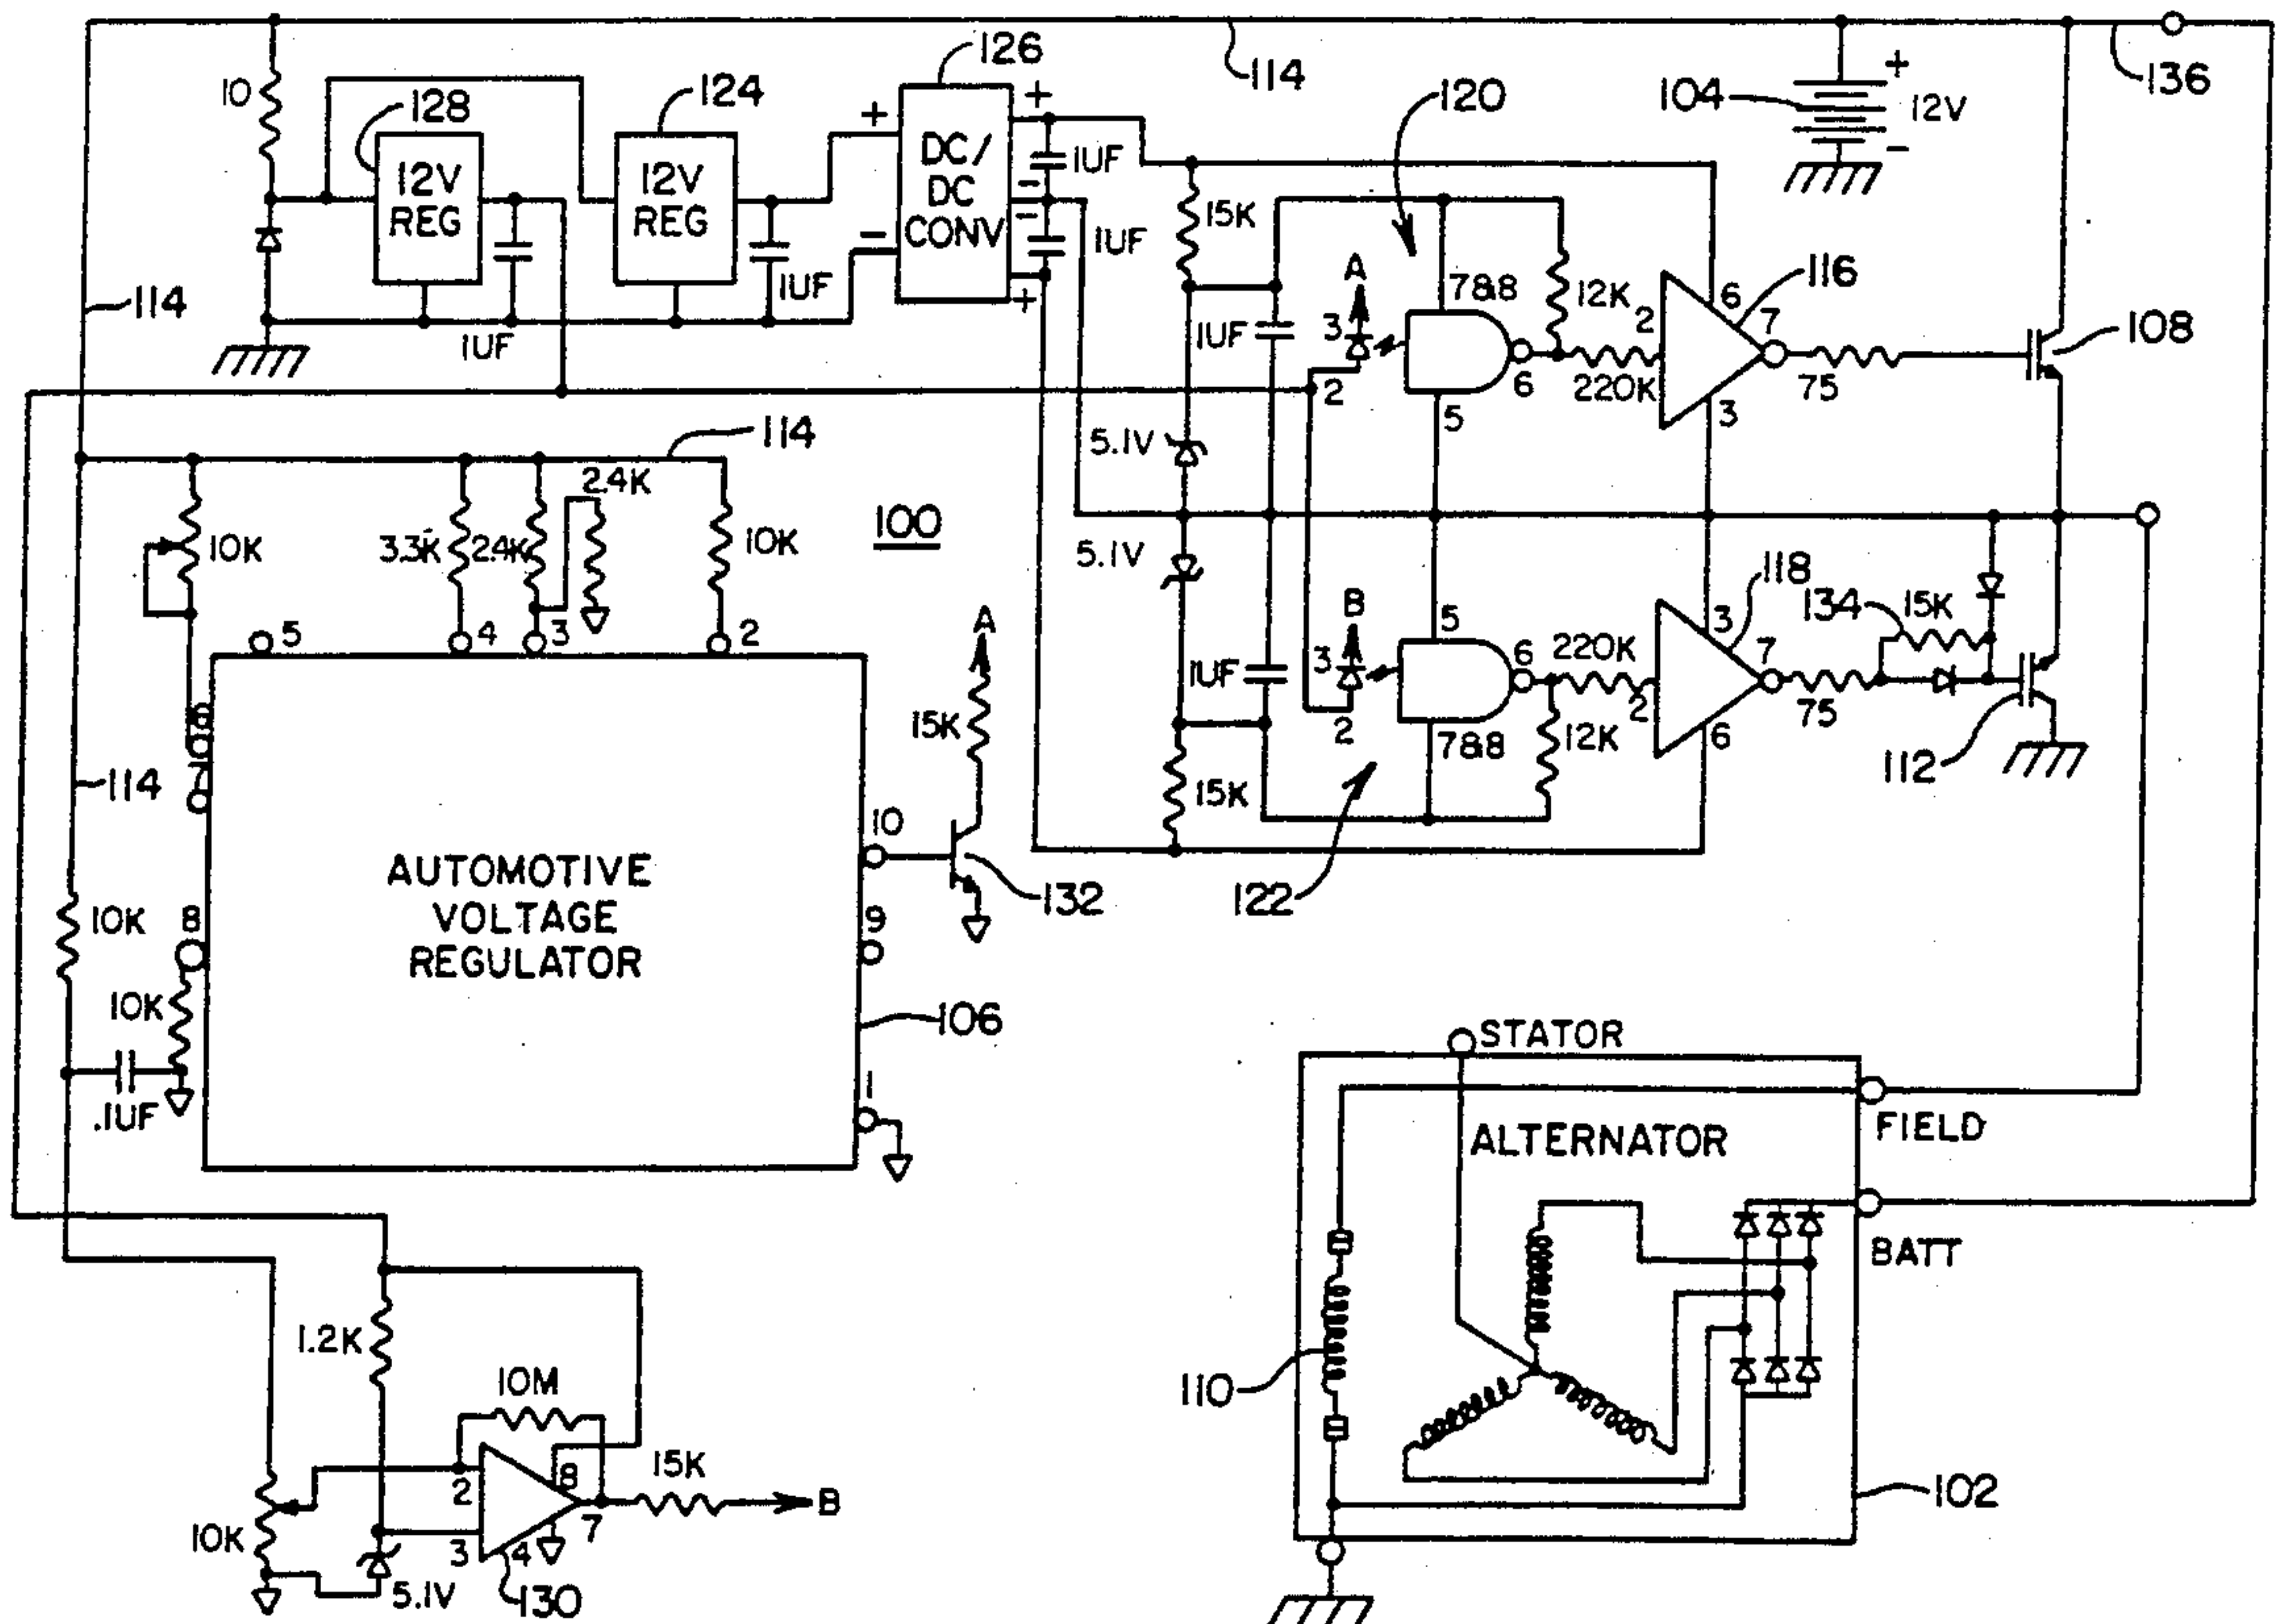 126
114
136
10
128
124
+
+
120
104
+
12V
-
12V
REG
12V
REG
DC/
DC
CONV
1UF
-
-
-
1UF
+
15K
1UF
1UF
114
A
7&8
12K
116
1UF
3
2
6
7
108
2
5
6
220K
3
75
5.1V
114
2.4K
100
10K
3.3K
2.4K
10K
5.1V
118
B
5
134
15K
5
4
3
2
A
1UF
3
6
220K
3
7
2
7&8
12K
2
6
75
112
6
7
15K
15K
114
10
122
132
AUTOMOTIVE
VOLTAGE
REGULATOR
10K
8
9
10K
106
.1UF
1
STATOR
FIELD
ALTERNATOR
BATT
1.2K
10M
110
2
8
15K
B
7
102
10K
3
4
5.1V
130